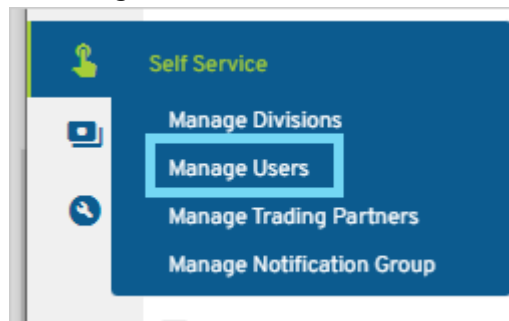 Self Service
Manage Divisions
Manage Users
Manage Trading Partners
Manage Notification Group